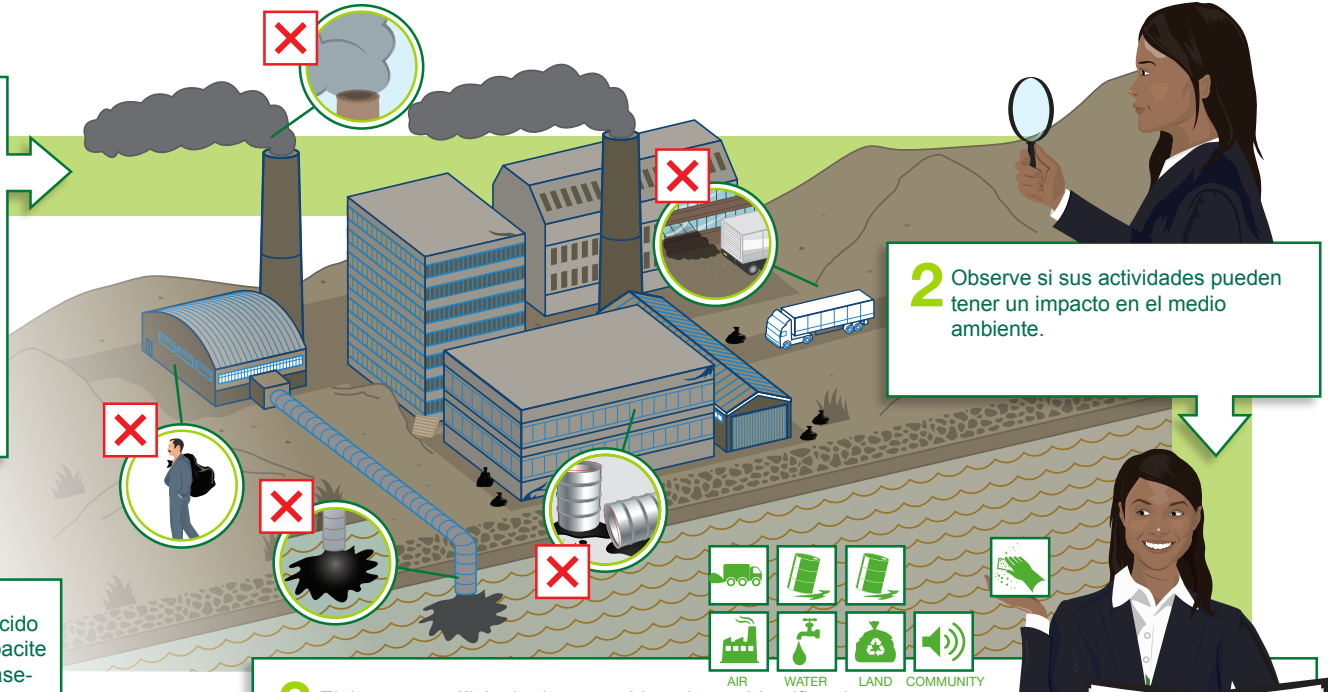 2 Observe si sus actividades pueden
tener un impacto en el medio
ambiente.
cido
pacite
ase-
AIR WATER LAND COMMUNITY